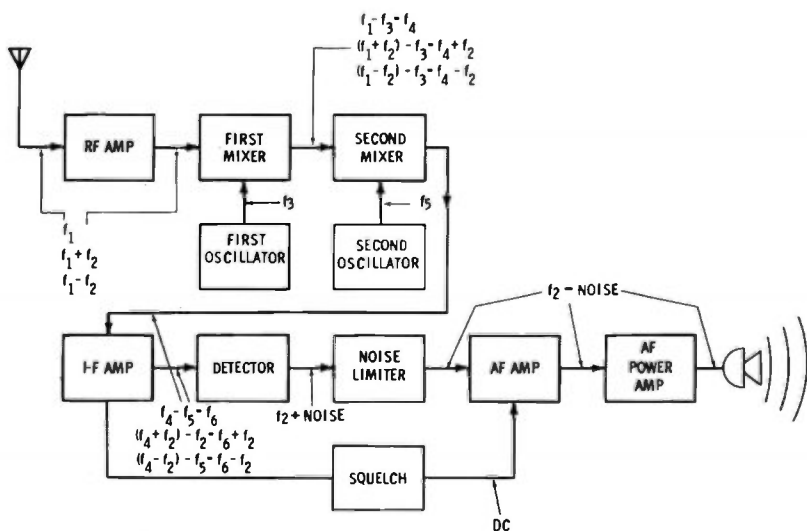 f₁ - f₃ = f₄
(f₁ + f₂) - f₃ = f₄ + f₂
(f₁ - f₂) - f₃ = f₄ - f₂
RF AMP
FIRST
MIXER
SECOND
MIXER
f₃
f₅
f₁
f₁ + f₂
f₁ - f₂
FIRST
OSCILLATOR
SECOND
OSCILLATOR
f₂ - NOISE
I-F AMP
DETECTOR
NOISE
LIMITER
AF AMP
AF
POWER
AMP
f₄ - f₅ = f₆
(f₄ + f₂) - f₂ = f₆ + f₂
(f₄ - f₂) - f₅ = f₆ - f₂
f₂ + NOISE
SQUELCH
DC